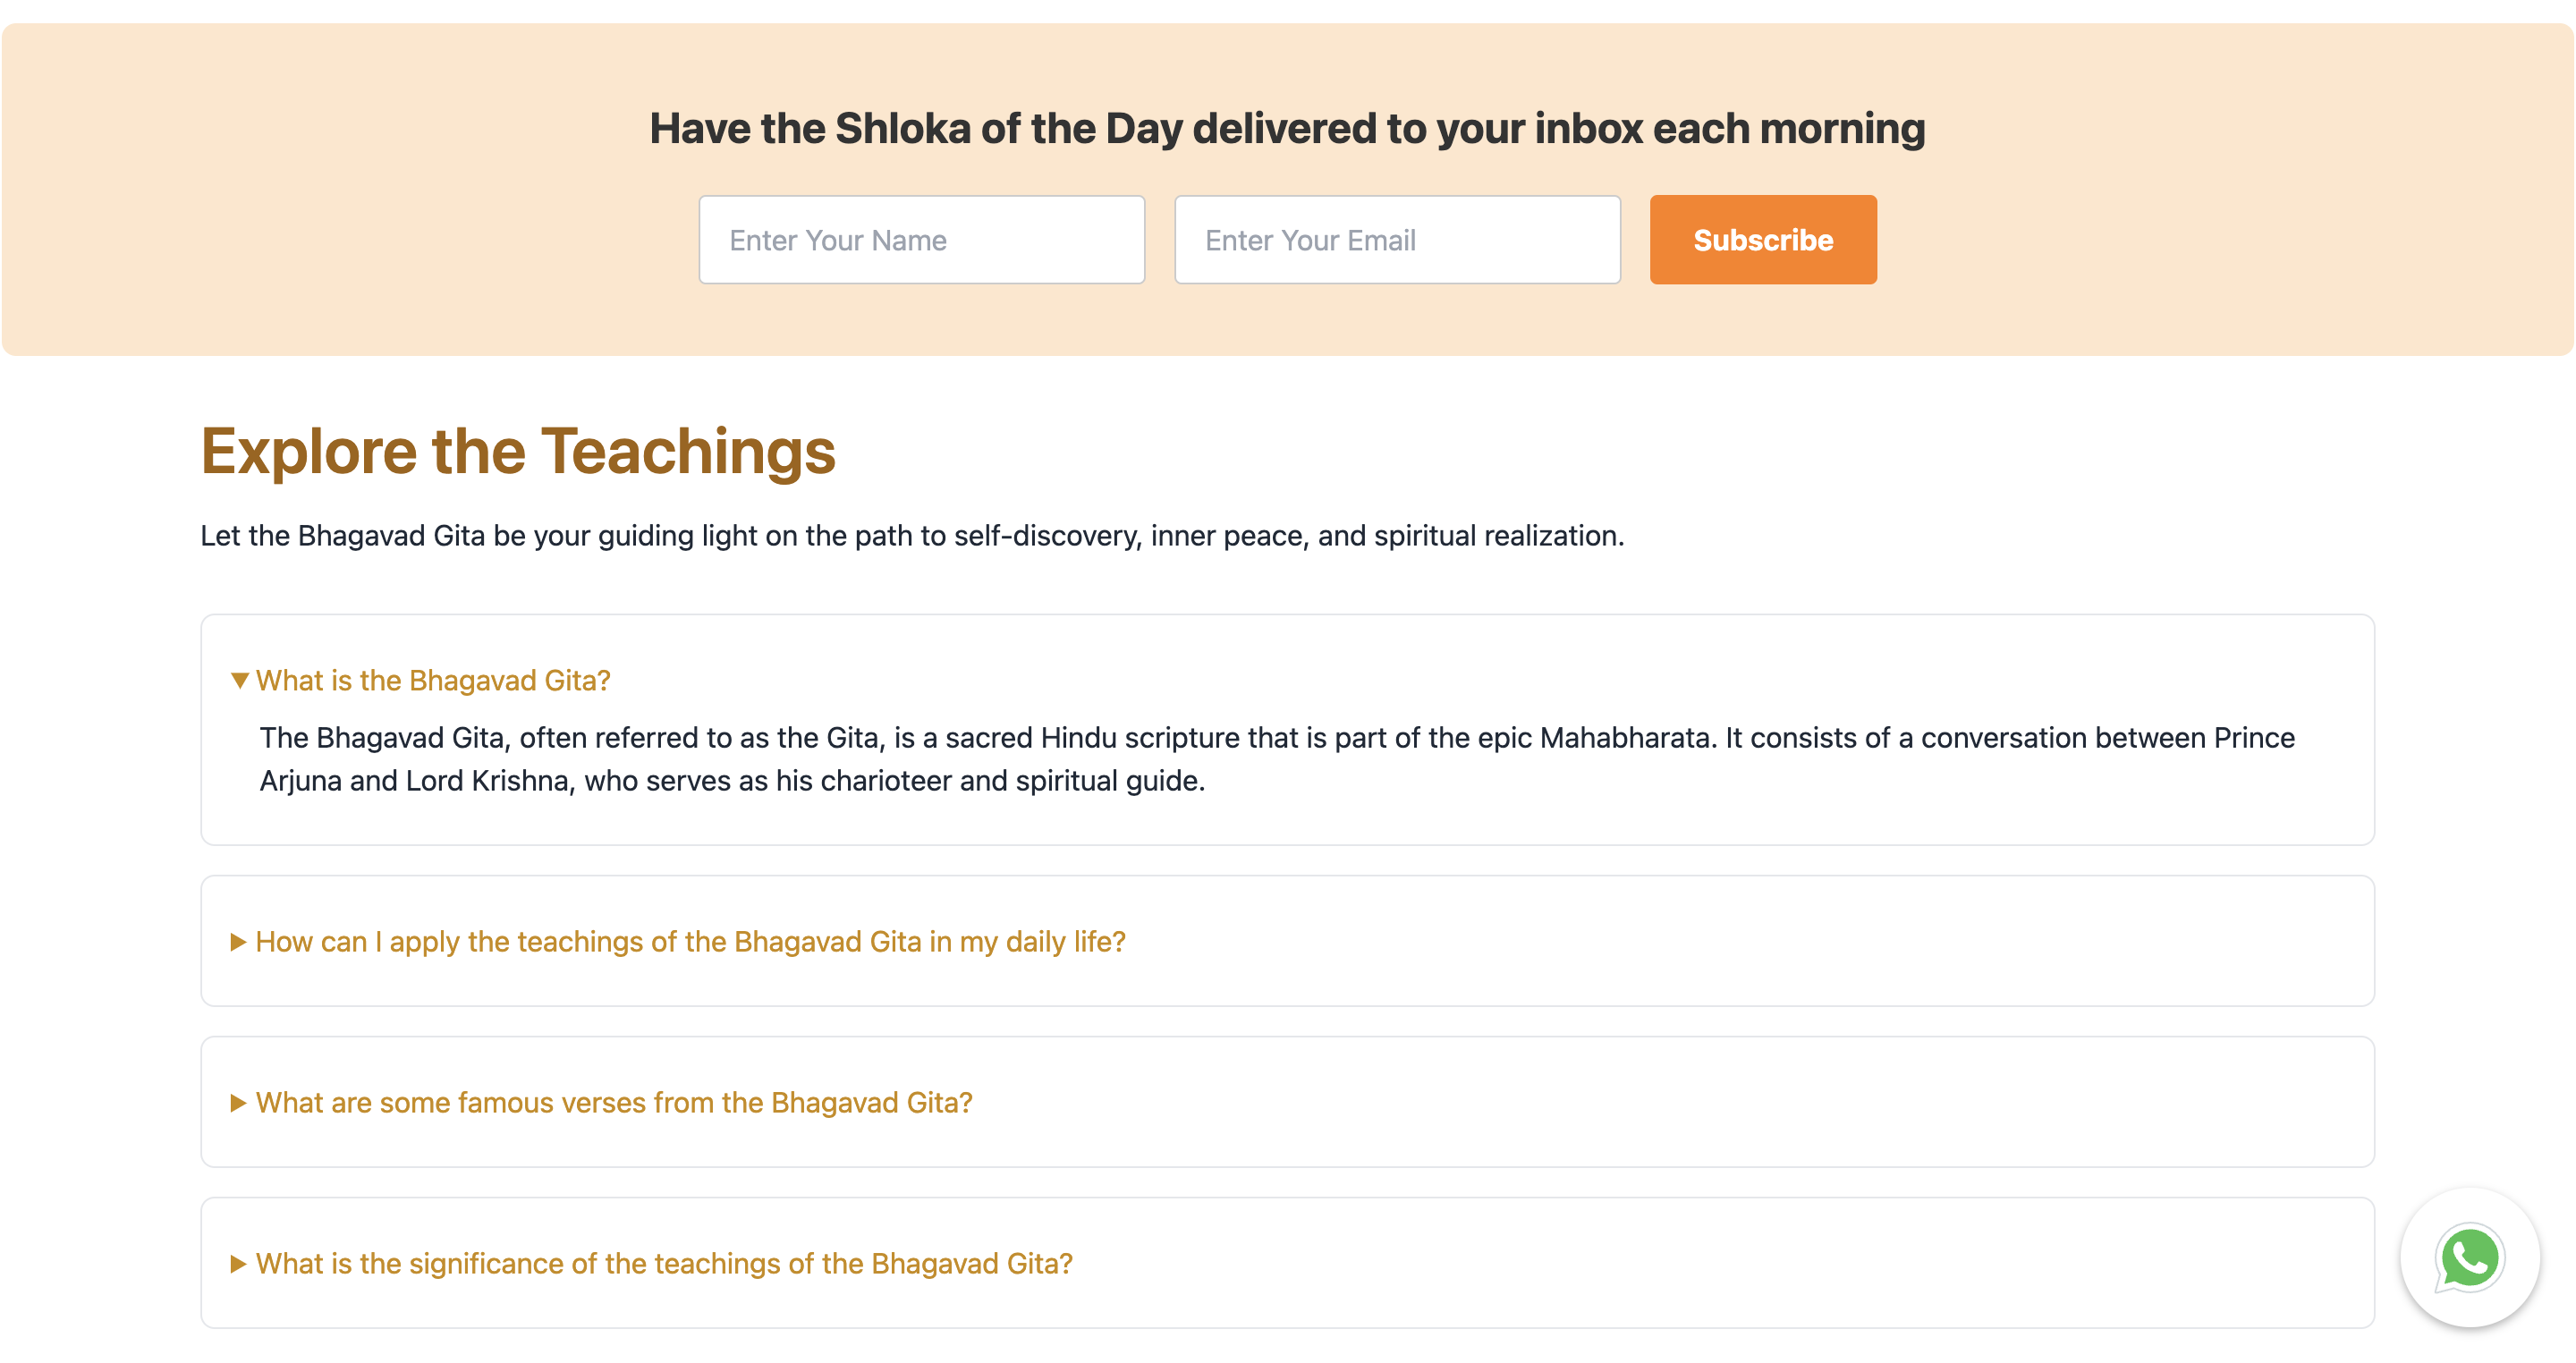 Have the Shloka of the Day delivered to your inbox each morning
Enter Your Name
Enter Your Email
Subscribe
Explore the Teachings
Let the Bhagavad Gita be your guiding light on the path to self-discovery, inner peace, and spiritual realization.
What is the Bhagavad Gita?
The Bhagavad Gita, often referred to as the Gita, is a sacred Hindu scripture that is part of the epic Mahabharata. It consists of a conversation between Prince
Arjuna and Lord Krishna, who serves as his charioteer and spiritual guide.
How can I apply the teachings of the Bhagavad Gita in my daily life?
What are some famous verses from the Bhagavad Gita?
What is the significance of the teachings of the Bhagavad Gita?